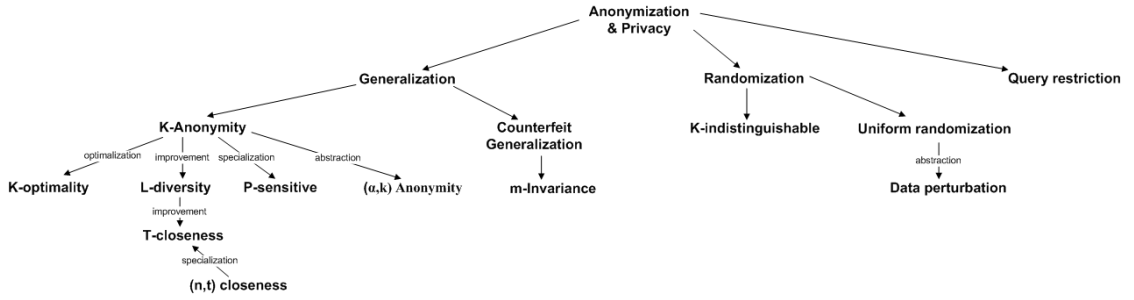 Anonymization
& Privacy
Generalization
Randomization
Query restriction
K-Anonymity
Counterfeit
Generalization
K-indistinguishable
Uniform randomization
optimalization
improvement
specialization
abstraction
abstraction
K-optimality
L-diversity
P-sensitive
(α,k) Anonymity
m-Invariance
Data perturbation
improvement
T-closeness
specialization
(n,t) closeness